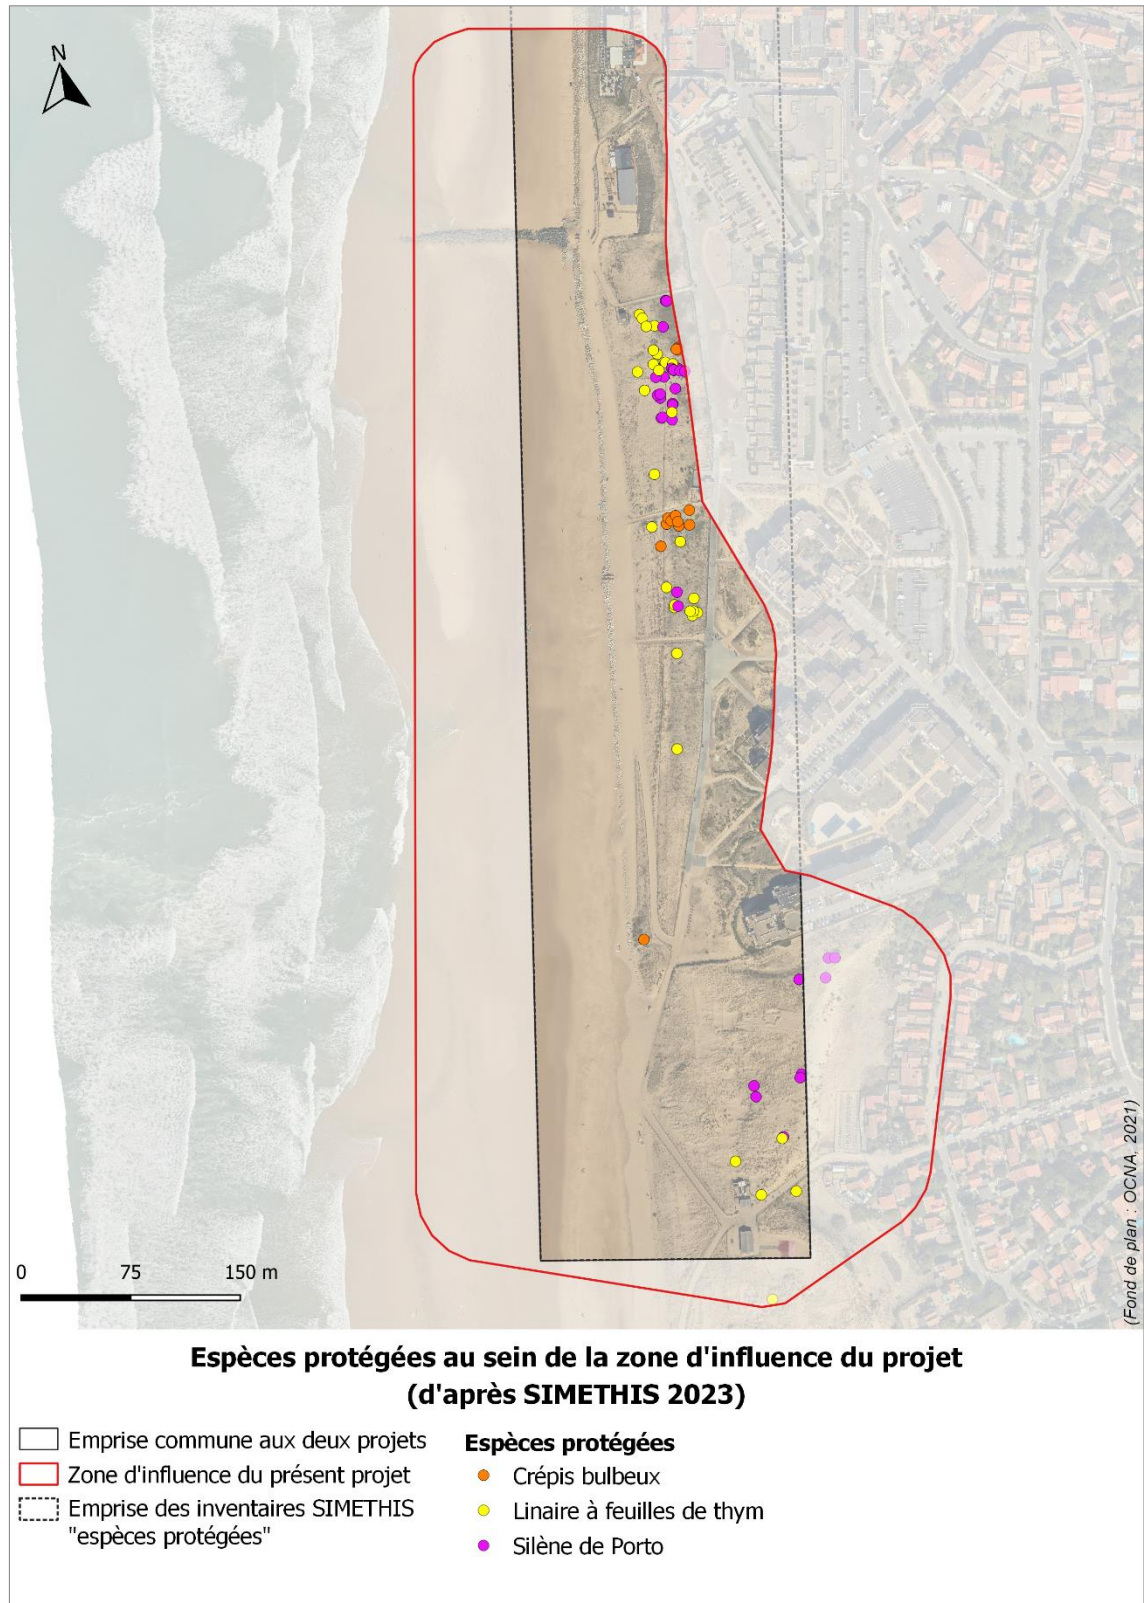 N
0 75 150 m
(Fond de plan : OCNA, 2021)
Espèces protégées au sein de la zone d'influence du projet
(d'après SIMETHIS 2023)
Emprise commune aux deux projets
Zone d'influence du présent projet
Emprise des inventaires SIMETHIS
"espèces protégées"
Espèces protégées
Crépis bulbeux
Linaire à feuilles de thym
Silène de Porto